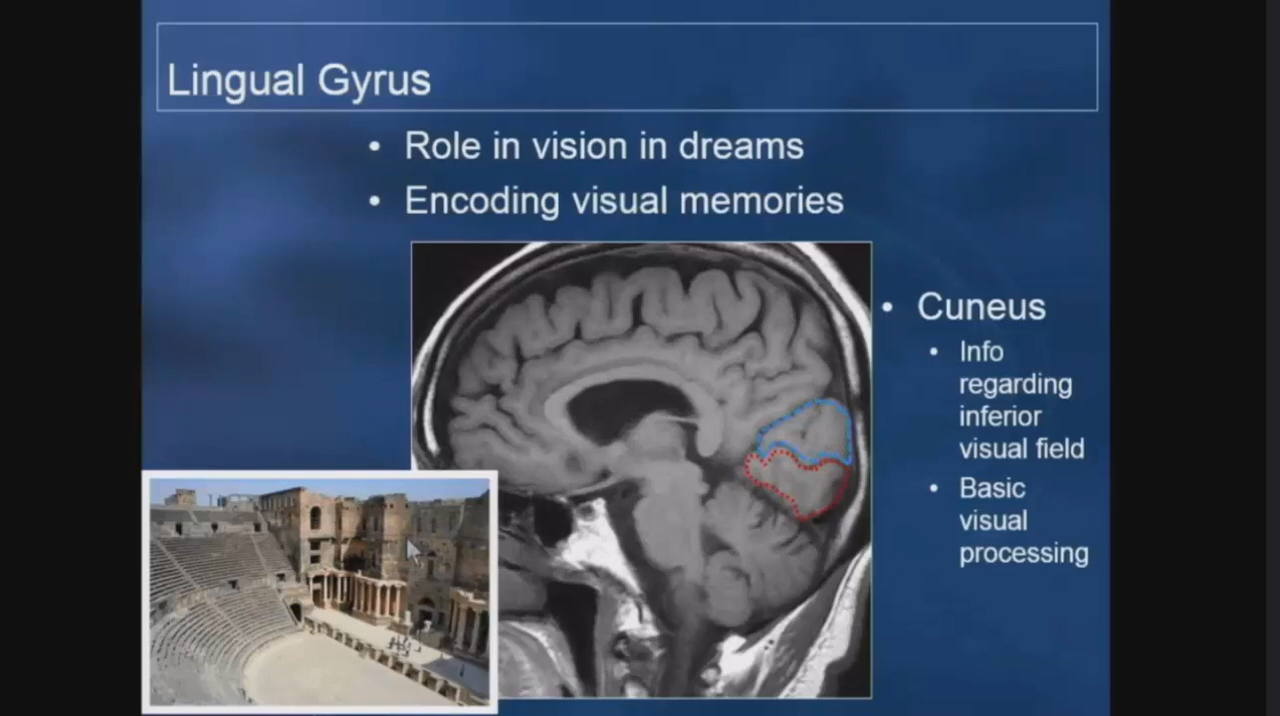 Lingual Gyrus
• Role in vision in dreams
• Encoding visual memories
• Cuneus
• Info
regarding
inferior
visual field
• Basic
visual
processing